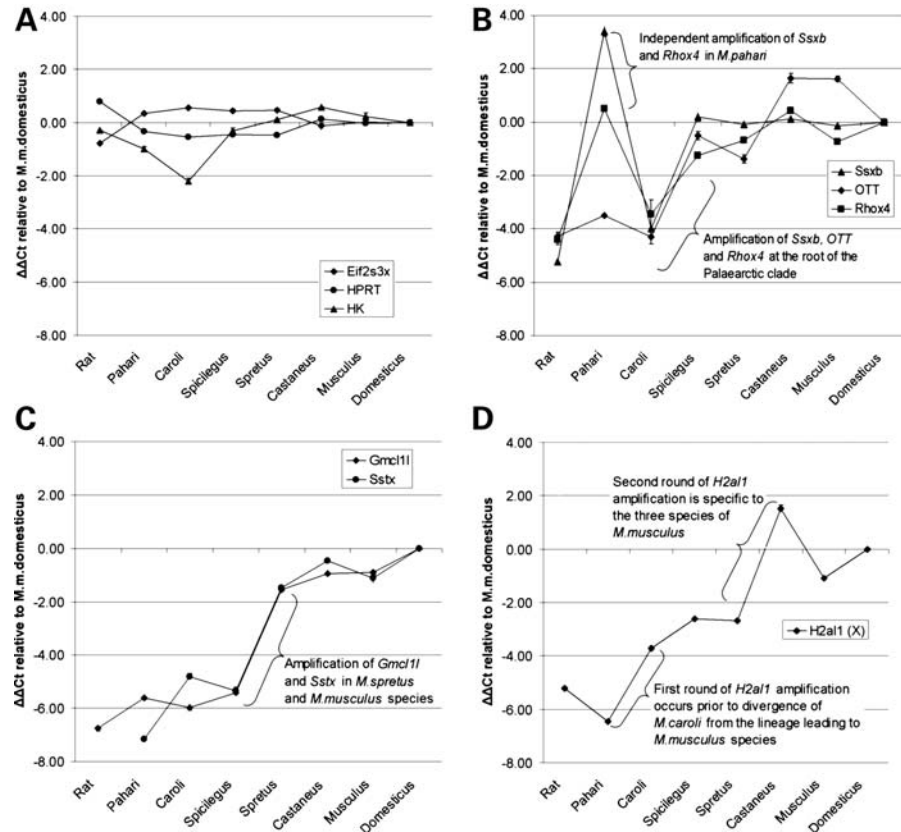 A
4.00
2.00
0.00
-2.00
-4.00
-6.00
-8.00
ΔΔCt relative to M.m.domesticus
Eif2s3x
HPRT
HK
Rat
Pahari
Caroli
Spicilegus
Spretus
Castaneus
Musculus
Domesticus
B
4.00
2.00
0.00
-2.00
-4.00
-6.00
-8.00
ΔΔCt relative to M.m.domesticus
Independent amplification of Ssxb
and Rhox4 in M.pahari
Ssxb
OTT
Rhox4
Amplification of Ssxb, OTT
and Rhox4 at the root of the
Palaearctic clade
Rat
Pahari
Caroli
Spicilegus
Spretus
Castaneus
Musculus
Domesticus
C
4.00
2.00
0.00
-2.00
-4.00
-6.00
-8.00
ΔΔCt relative to M.m.domesticus
Gmcl1l
Sstx
Amplification of Gmcl1l
and Sstx in M.spretus
and M.musculus species
Rat
Pahari
Caroli
Spicilegus
Spretus
Castaneus
Musculus
Domesticus
D
4.00
2.00
0.00
-2.00
-4.00
-6.00
-8.00
ΔΔCt relative to M.m.domesticus
Second round of H2al1
amplification is specific to
the three species of
M.musculus
H2al1 (X)
First round of H2al1 amplification
occurs prior to divergence of
M.caroli from the lineage leading to
M.musculus species
Rat
Pahari
Caroli
Spicilegus
Spretus
Castaneus
Musculus
Domesticus